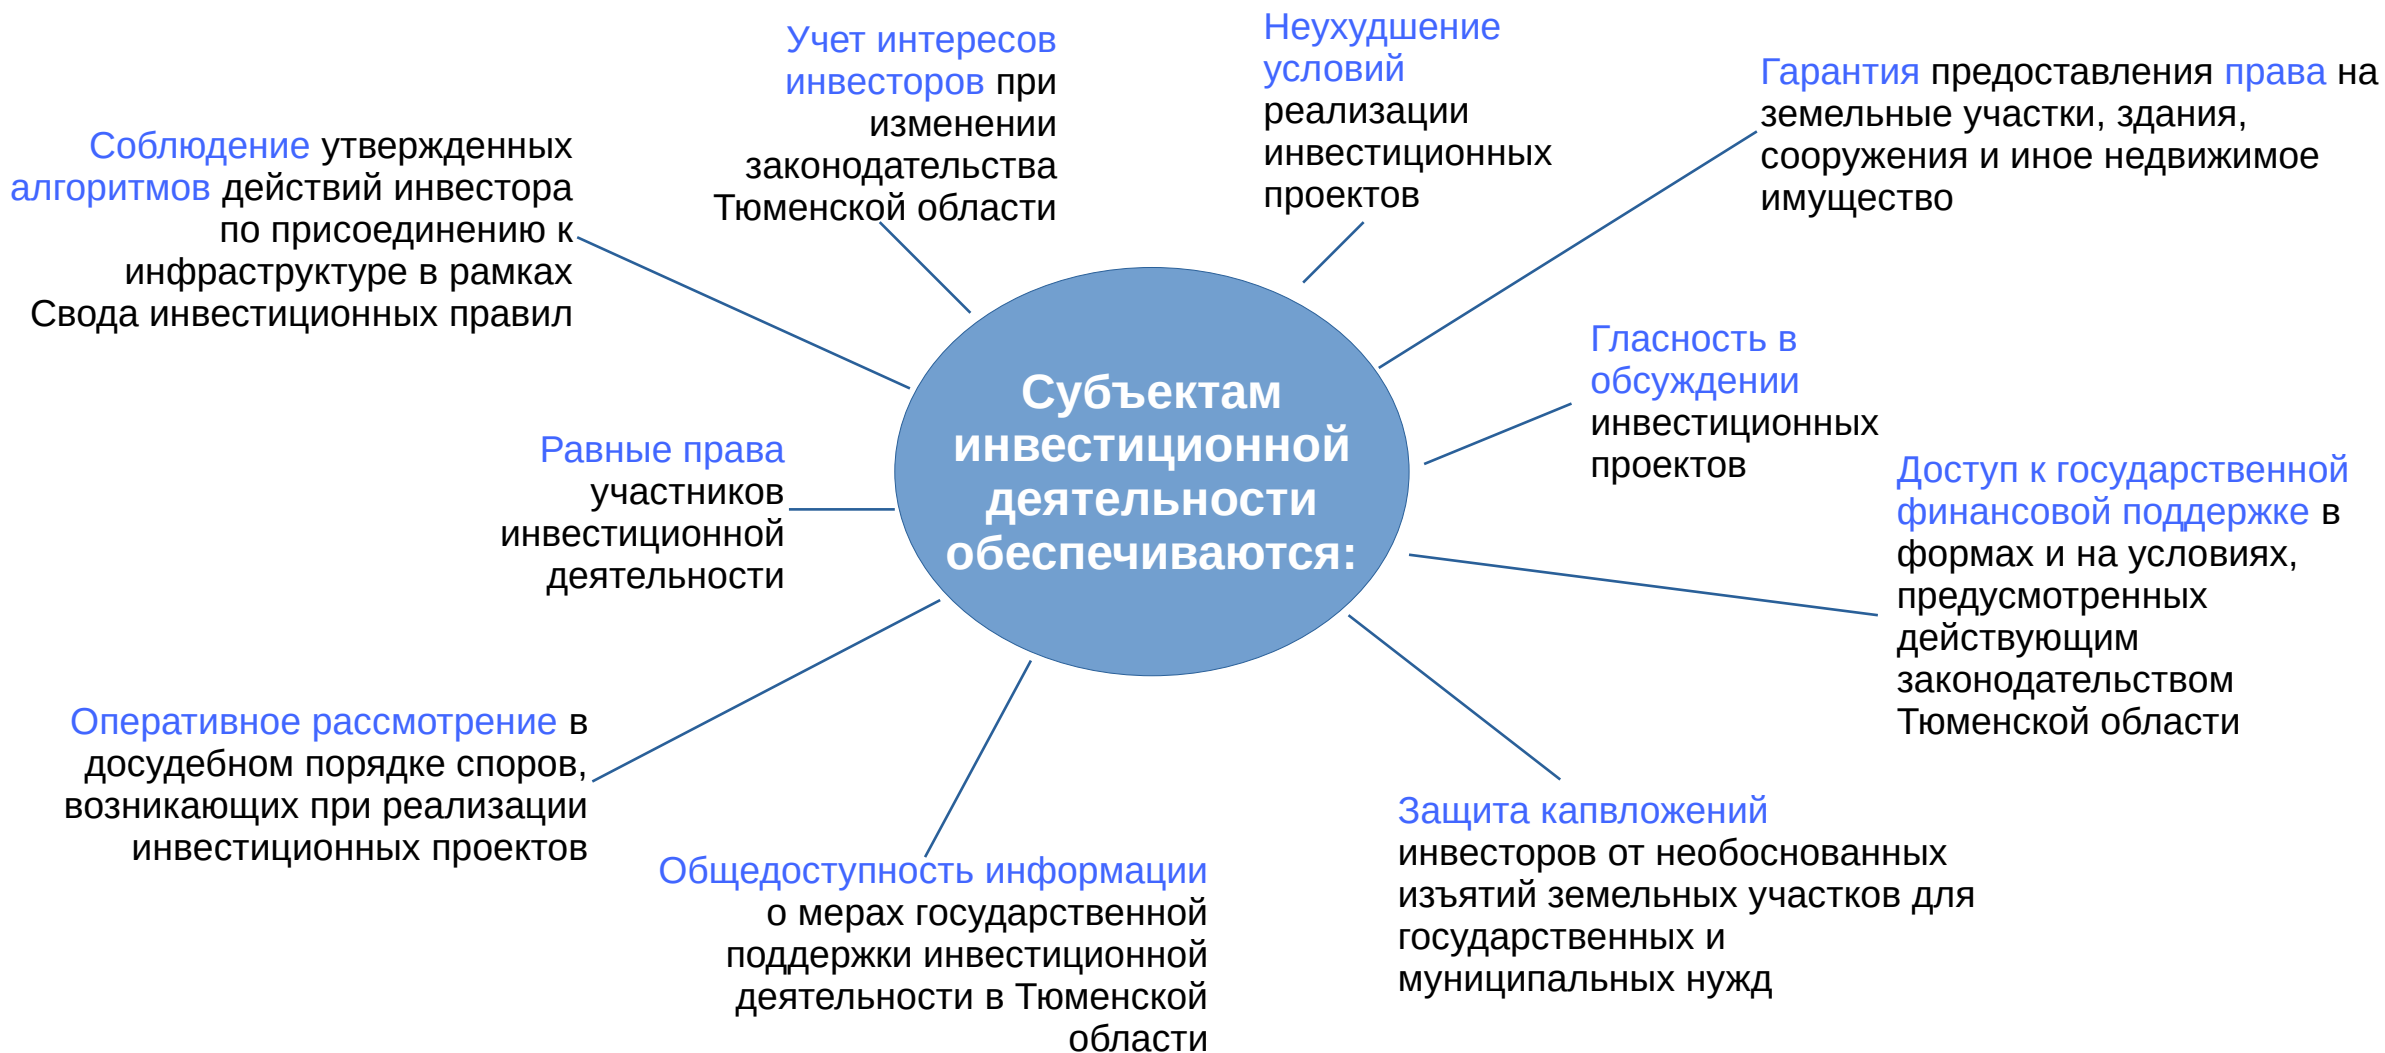 Учет интересов
инвесторов при
изменении
законодательства
Тюменской области
Неухудшение
условий
реализации
инвестиционных
проектов
Гарантия предоставления права на
земельные участки, здания,
сооружения и иное недвижимое
имущество
Соблюдение утвержденных
алгоритмов действий инвестора
по присоединению к
инфраструктуре в рамках
Свода инвестиционных правил
Субъектам
инвестиционной
деятельности
обеспечиваются:
Гласность в
обсуждении
инвестиционных
проектов
Равные права
участников
инвестиционной
деятельности
Доступ к государственной
финансовой поддержке в
формах и на условиях,
предусмотренных
действующим
законодательством
Тюменской области
Оперативное рассмотрение в
досудебном порядке споров,
возникающих при реализации
инвестиционных проектов
Общедоступность информации
о мерах государственной
поддержки инвестиционной
деятельности в Тюменской
области
Защита капвложений
инвесторов от необоснованных
изъятий земельных участков для
государственных и
муниципальных нужд